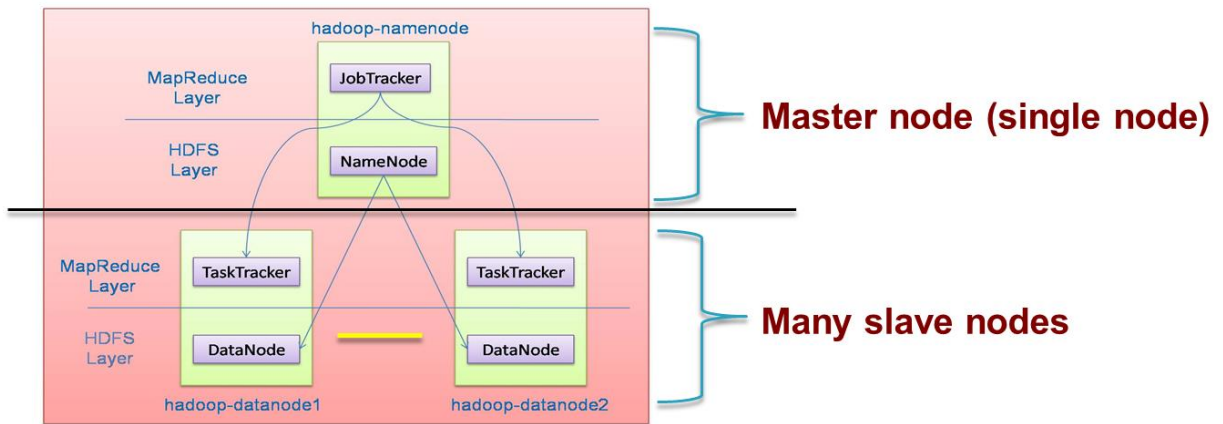 hadoop-namenode
MapReduce
Layer
JobTracker
HDFS
Layer
NameNode
Master node (single node)
MapReduce
Layer
TaskTracker
TaskTracker
HDFS
Layer
DataNode
DataNode
Many slave nodes
hadoop-datanode1
hadoop-datanode2